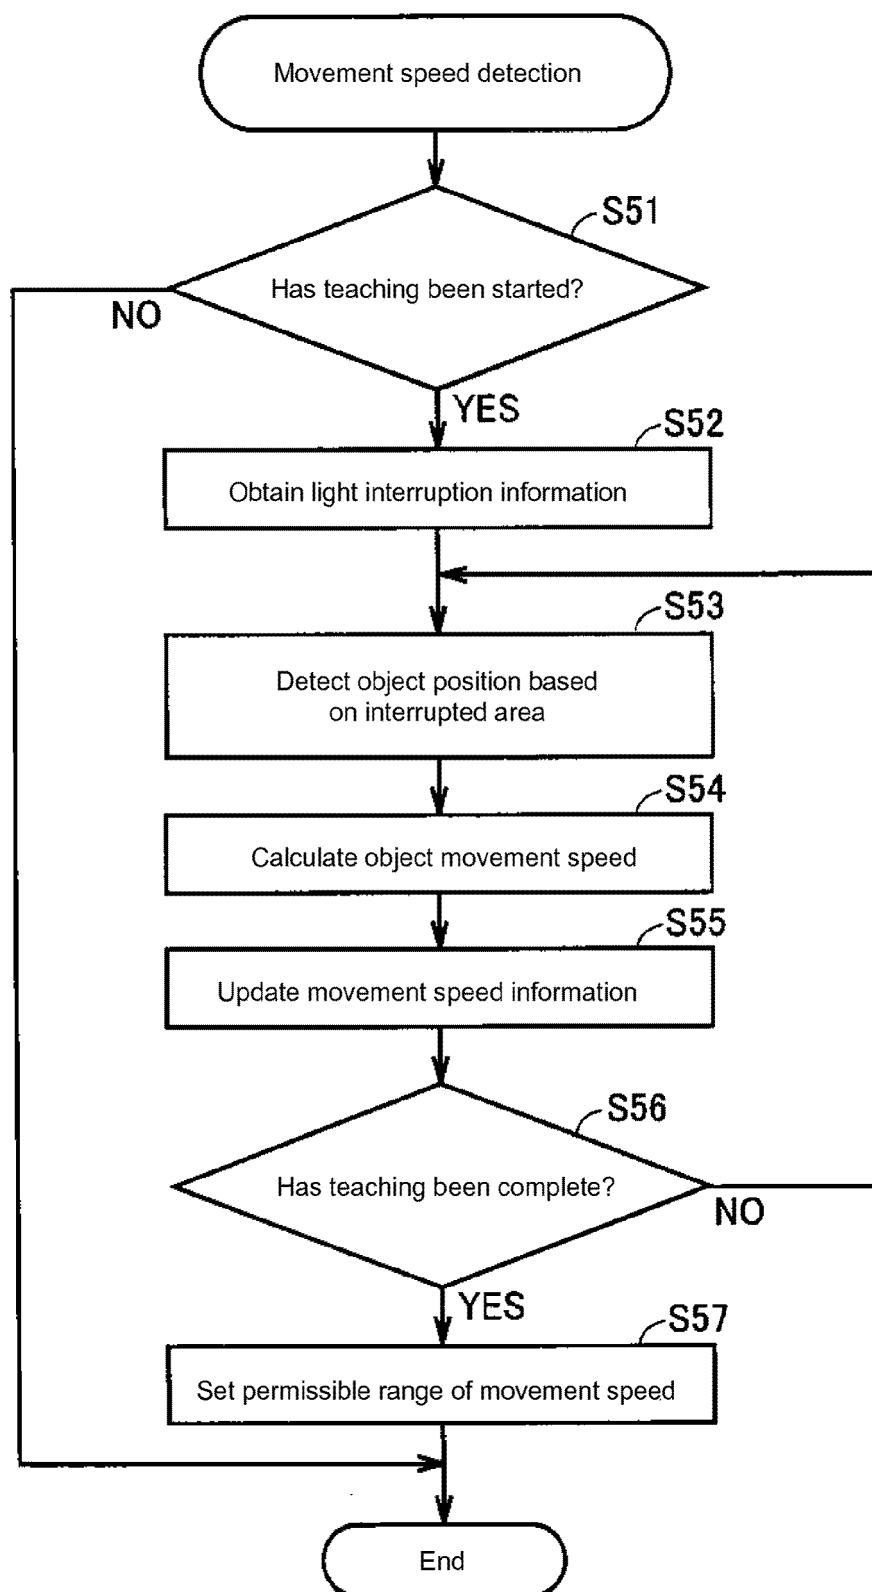 Movement speed detection
S51
Has teaching been started?
NO
YES
S52
Obtain light interruption information
S53
Detect object position based
on interrupted area
S54
Calculate object movement speed
S55
Update movement speed information
S56
Has teaching been complete?
NO
YES
S57
Set permissible range of movement speed
End